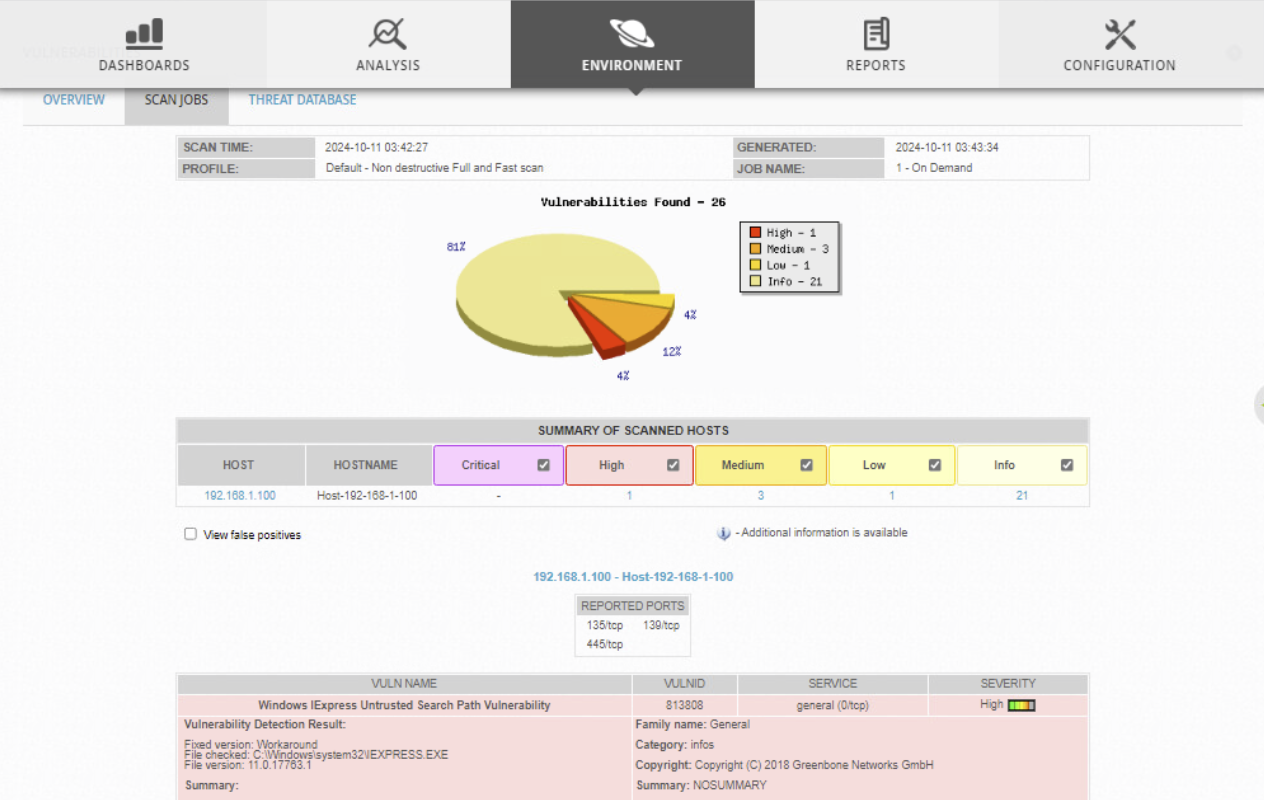 DASHBOARDS ANALYSIS ENVIRONMENT REPORTS CONFIGURATION
OVERVIEW SCAN JOBS THREAT DATABASE
SCAN TIME: 2024-10-11 03:42:27 GENERATED: 2024-10-11 03:43:34
PROFILE: Default - Non destructive Full and Fast scan JOB NAME: 1 - On Demand
Vulnerabilities Found - 26
81%
High - 1
Medium - 3
Low - 1
Info - 21
4%
12%
4%
SUMMARY OF SCANNED HOSTS
HOST HOSTNAME Critical High Medium Low Info
192.168.1.100 Host-192-168-1-100 - 1 3 1 21
View false positives - Additional information is available
192.168.1.100 - Host-192-168-1-100
REPORTED PORTS
135/tcp 139/tcp
445/tcp
VULN NAME VULNID SERVICE SEVERITY
Windows IExpress Untrusted Search Path Vulnerability 813808 general (0/tcp) High
Vulnerability Detection Result: Family name: General
Fixed version: Workaround Category: infos
File checked: C:\Windows\system32\IEXPRESS.EXE
File version: 11.0.17763.1 Copyright: Copyright (C) 2018 Greenbone Networks GmbH
Summary: Summary: NOSUMMARY